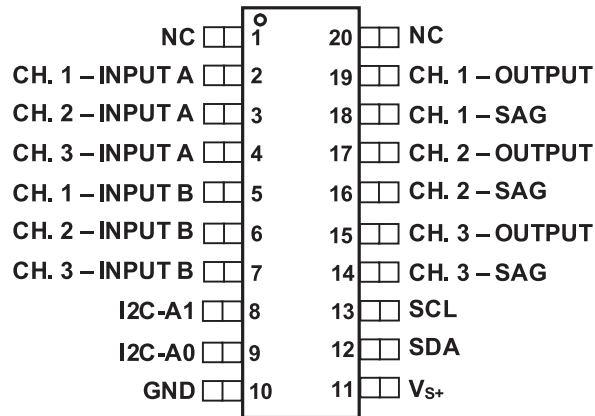 NC 1 20 NC
CH. 1 – INPUT A 2 19 CH. 1 – OUTPUT
CH. 2 – INPUT A 3 18 CH. 1 – SAG
CH. 3 – INPUT A 4 17 CH. 2 – OUTPUT
CH. 1 – INPUT B 5 16 CH. 2 – SAG
CH. 2 – INPUT B 6 15 CH. 3 – OUTPUT
CH. 3 – INPUT B 7 14 CH. 3 – SAG
I2C-A1 8 13 SCL
I2C-A0 9 12 SDA
GND 10 11 VS+